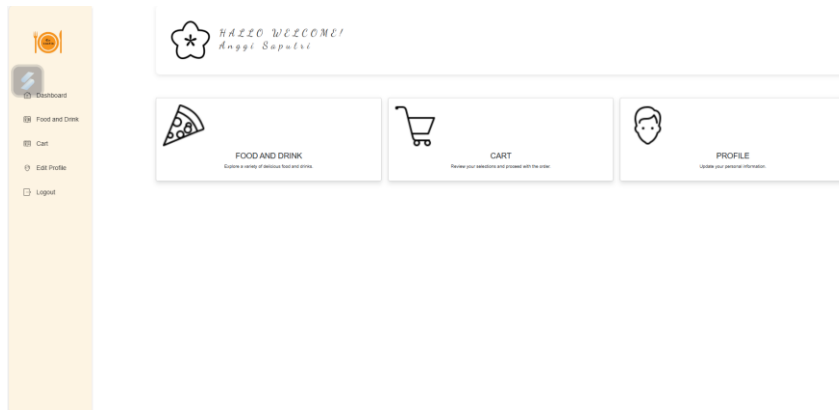 HALLO WELCOME!
Anggi Saputri
Dashboard
Food and Drink
Cart
Edit Profile
Logout
FOOD AND DRINK
Explore a variety of delicious food and drinks.
CART
Review your selections and proceed with the order.
PROFILE
Update your personal information.